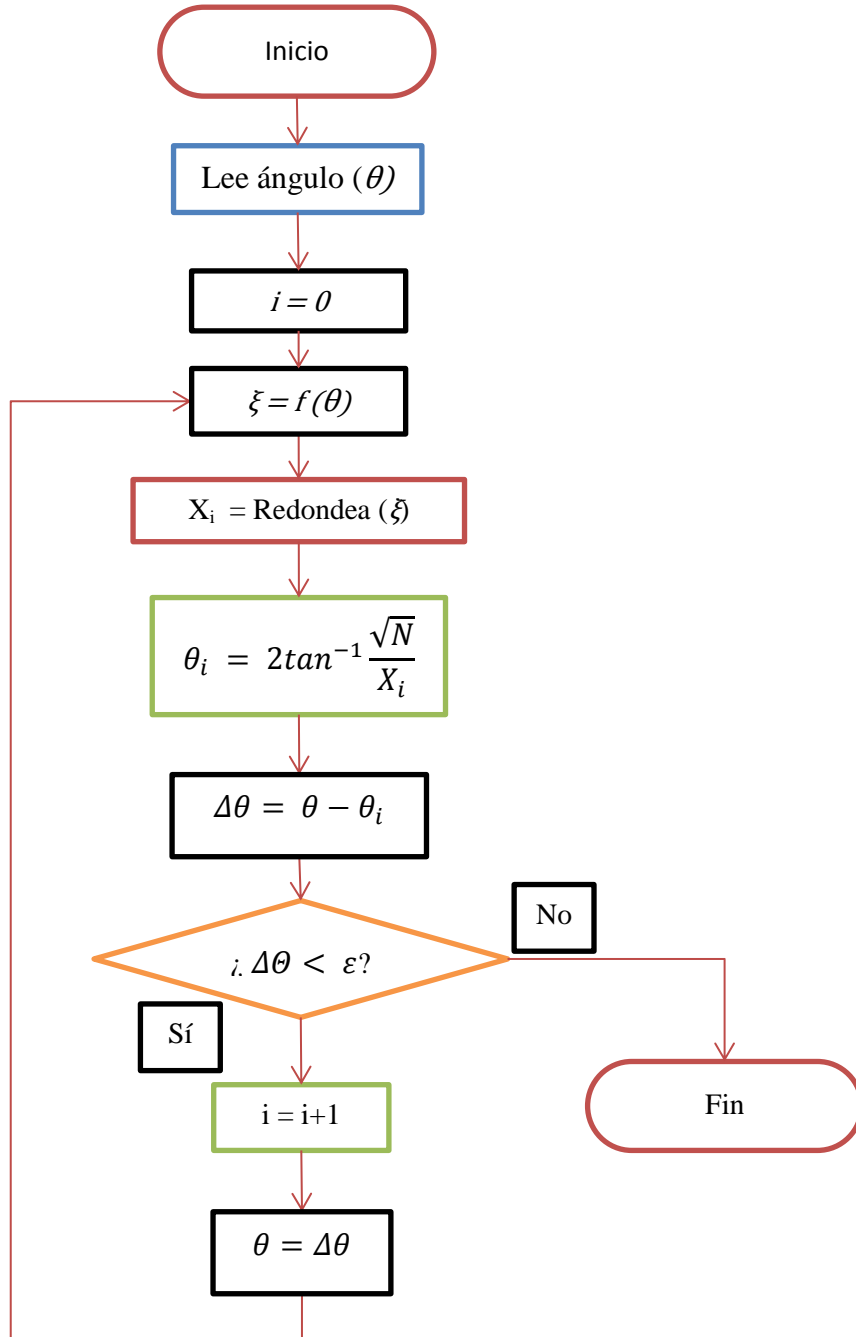 Inicio
Lee ángulo (θ)
i = 0
ξ = f(θ)
Xᵢ = Redondea (ξ)
θᵢ = 2tan⁻¹ √N / Xᵢ
Δθ = θ − θᵢ
No
¿ ΔΘ < ε?
Sí
i = i+1
Fin
θ = Δθ